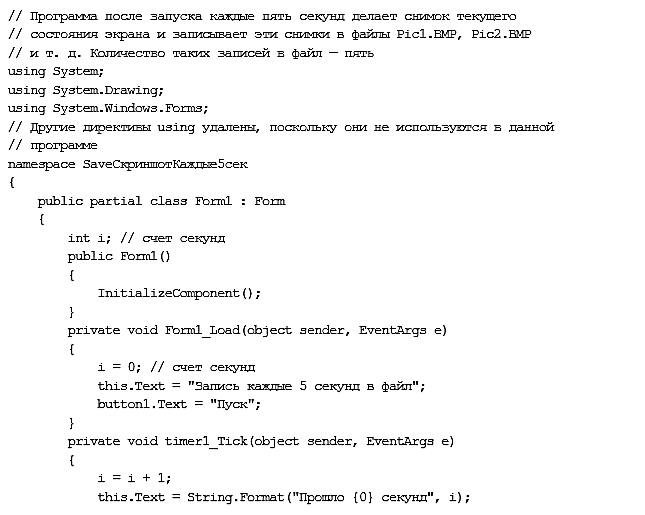 // Программа после запуска каждые пять секунд делает снимок текущего
// состояния экрана и записывает эти снимки в файлы Pic1.BMP, Pic2.BMP
// и т. д. Количество таких записей в файл — пять
using System;
using System.Drawing;
using System.Windows.Forms;
// Другие директивы using удалены, поскольку они не используются в данной
// программе
namespace SaveСкриншотКаждые5сек
{
    public partial class Form1 : Form
    {
        int i; // счет секунд
        public Form1()
        {
            InitializeComponent();
        }
        private void Form1_Load(object sender, EventArgs e)
        {
            i = 0; // счет секунд
            this.Text = "Запись каждые 5 секунд в файл";
            button1.Text = "Пуск";
        }
        private void timer1_Tick(object sender, EventArgs e)
        {
            i = i + 1;
            this.Text = String.Format("Прошло {0} секунд", i);